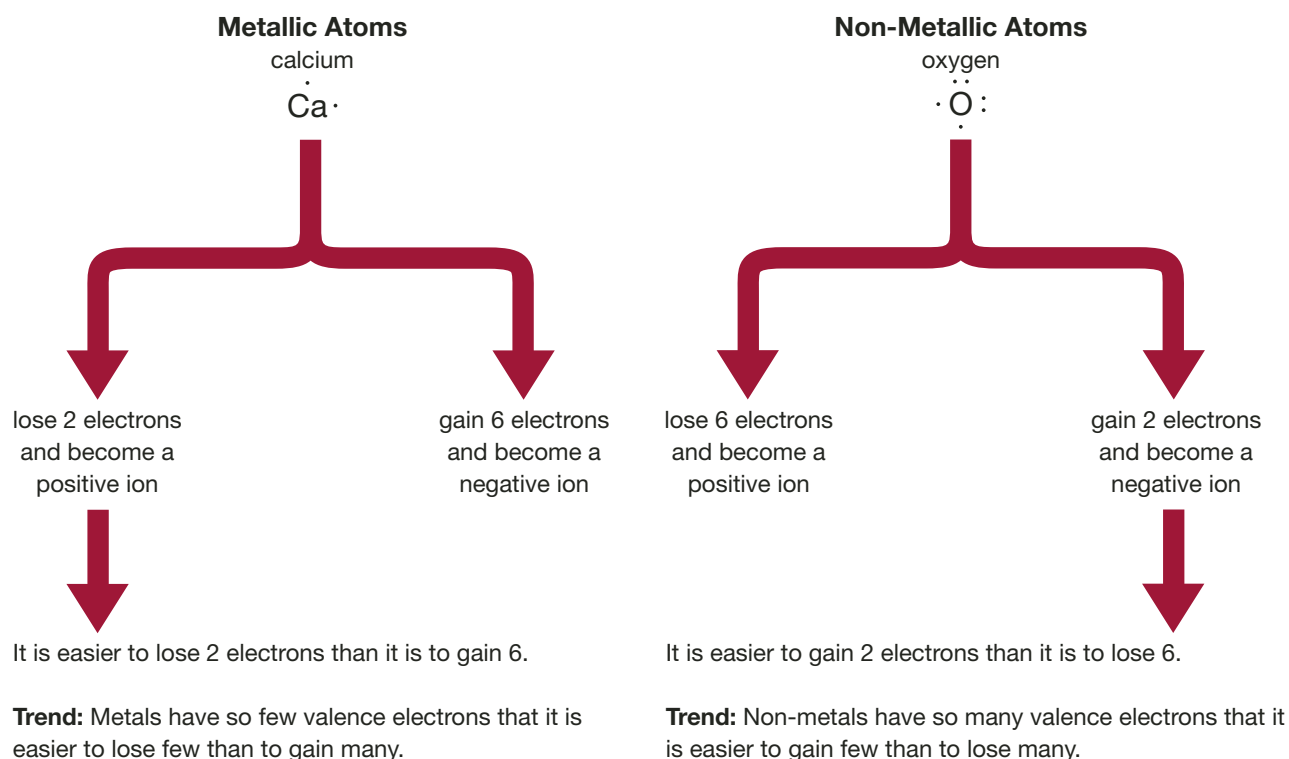 Metallic Atoms
calcium
Ca
lose 2 electrons
and become a
positive ion
gain 6 electrons
and become a
negative ion
It is easier to lose 2 electrons than it is to gain 6.
Trend: Metals have so few valence electrons that it is
easier to lose few than to gain many.
Non-Metallic Atoms
oxygen
O
lose 6 electrons
and become a
positive ion
gain 2 electrons
and become a
negative ion
It is easier to gain 2 electrons than it is to lose 6.
Trend: Non-metals have so many valence electrons that it
is easier to gain few than to lose many.